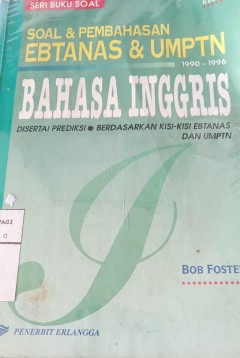 SERI BUKU SOAL
SOAL & PEMBAHASAN
EBTANAS & UMPTN
1990 - 1996
BAHASA INGGRIS
DISERTAI PREDIKSI ● BERDASARKAN KISI-KISI EBTANAS
DAN UMPTN
BOB FOSTE
PENERBIT ERLANGGA